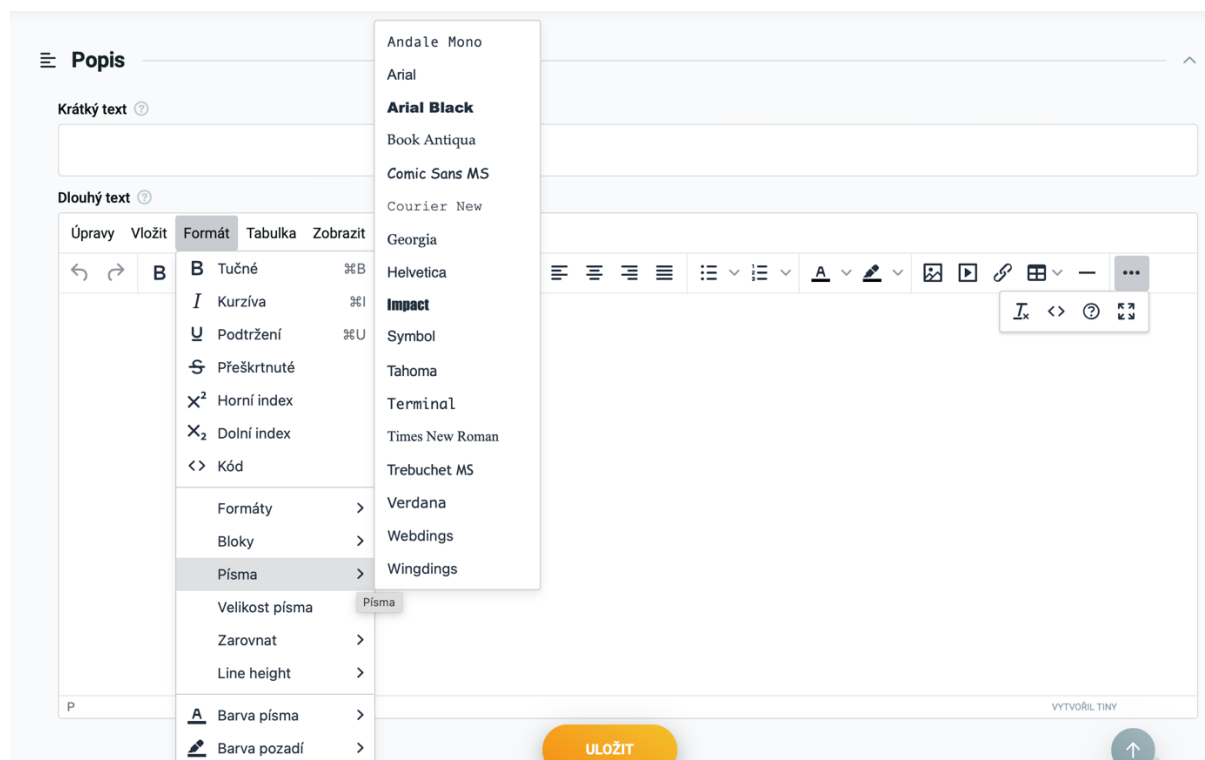 Popis
Krátký text
Dlouhý text
Úpravy Vložit Formát Tabulka Zobrazit
B
A
Tučné ⌘B
Kurzíva ⌘I
Podtržení ⌘U
Přeškrtnuté
Horní index
Dolní index
Kód
Formáty
Bloky
Písma
Velikost písma
Zarovnat
Line height
Barva písma
Barva pozadí
Andale Mono
Arial
Arial Black
Book Antiqua
Comic Sans MS
Courier New
Georgia
Helvetica
Impact
Symbol
Tahoma
Terminal
Times New Roman
Trebuchet MS
Verdana
Webdings
Wingdings
Písma
P
VYTVOŘIL TINY
ULOŽIT